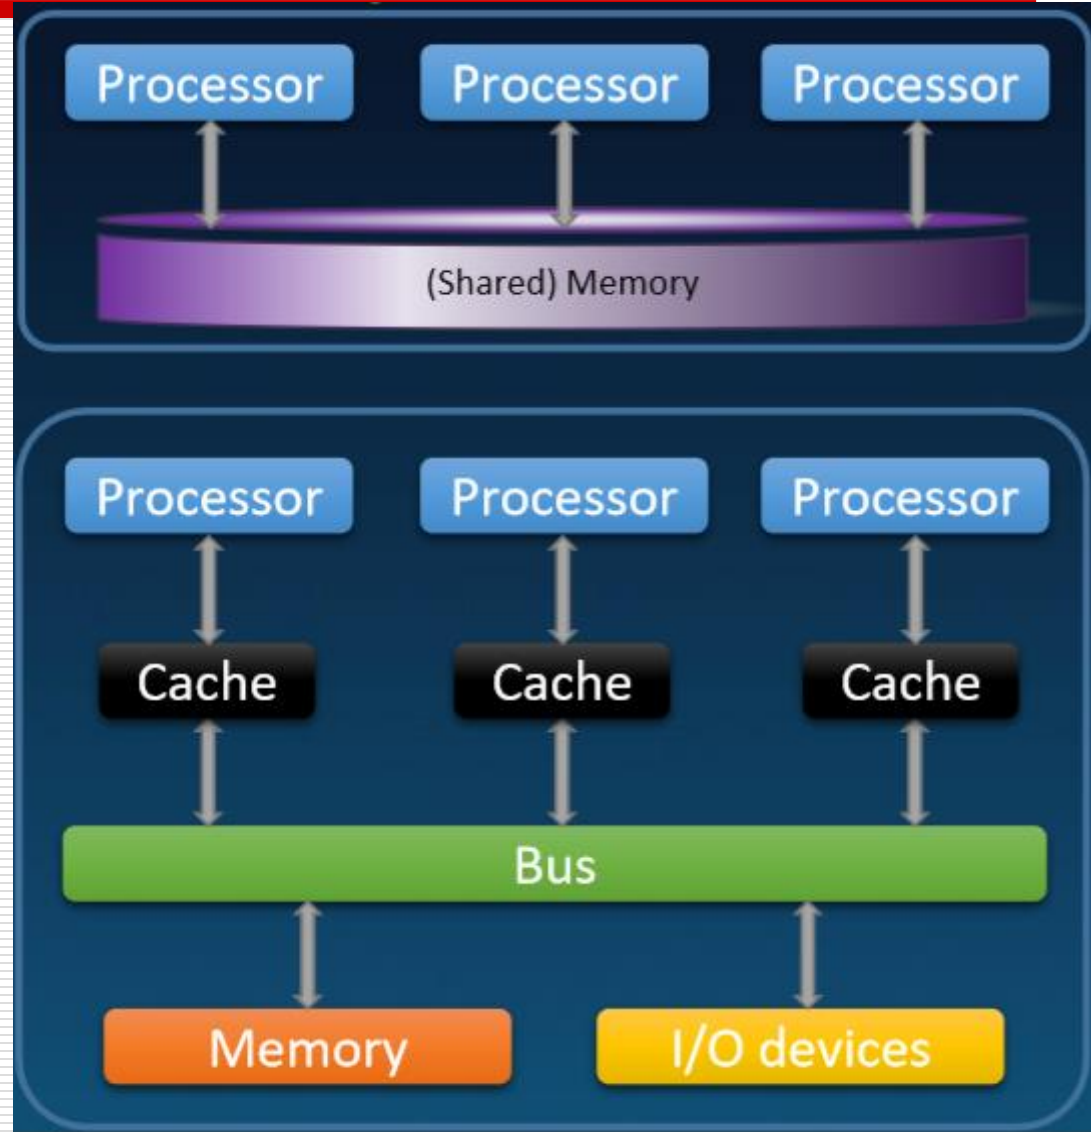 Processor Processor Processor
(Shared) Memory
Processor Processor Processor
Cache Cache Cache
Bus
Memory I/O devices